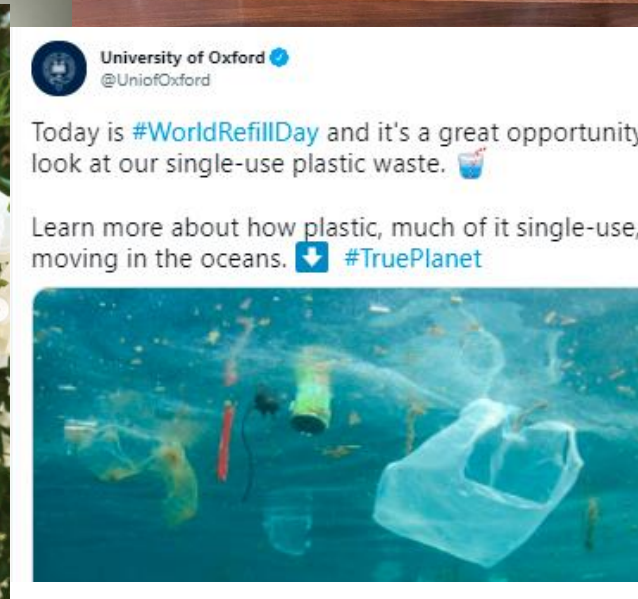 University of Oxford
@UniofOxford
Today is #WorldRefillDay and it's a great opportunity
look at our single-use plastic waste.
Learn more about how plastic, much of it single-use,
moving in the oceans. #TruePlanet